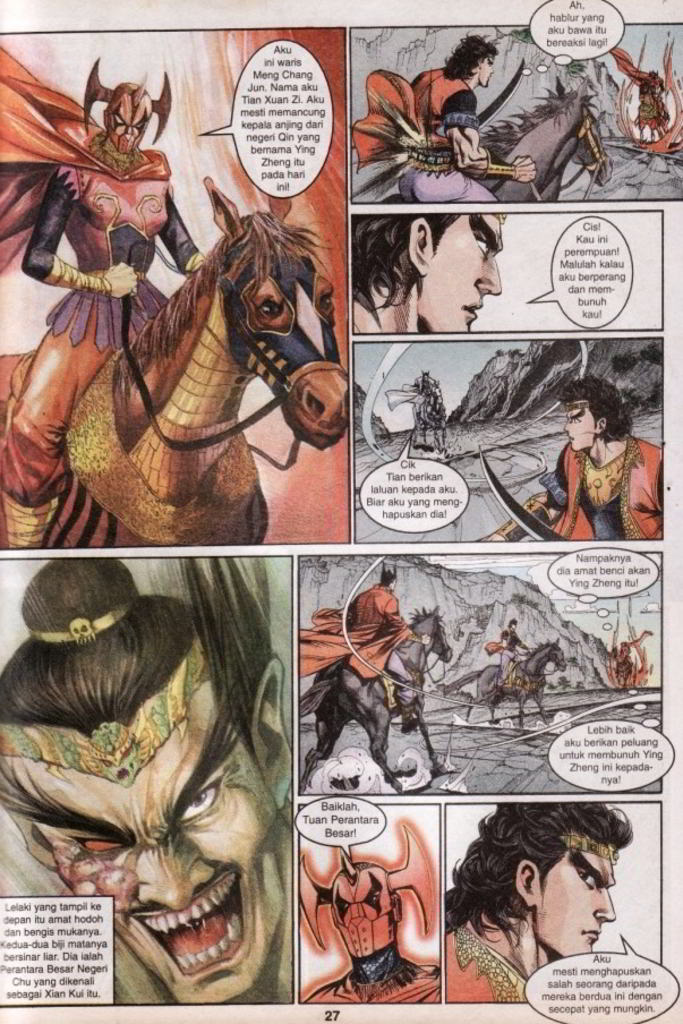 Aku
ini waris
Meng Chang
Jun. Nama aku
Tian Xuan Zi. Aku
mesti memancung
kepala anjing dari
negeri Qin yang
bernama Ying
Zheng itu
pada hari
ini!
Ah,
hablur yang
aku bawa itu
bereaksi lagi!
Cis!
Kau ini
perempuan!
Malulah kalau
aku berperang
dan mem-
bunuh
kau!
Cik
Tian berikan
laluan kepada aku.
Biar aku yang meng-
hapuskan dia!
Lelaki yang tampil ke
depan itu amat hodoh
dan bengis mukanya.
Kedua-dua biji matanya
bersinar liar. Dia ialah
Perantara Besar Negeri
Chu yang dikenali
sebagai Xian Kui itu.
Nampaknya
dia amat benci akan
Ying Zheng itu!
Lebih baik
aku berikan peluang
untuk membunuh Ying
Zheng ini kepada-
nya!
Baiklah,
Tuan Perantara
Besar!
Aku
mesti menghapuskan
salah seorang daripada
mereka berdua ini dengan
secepat yang mungkin.
27